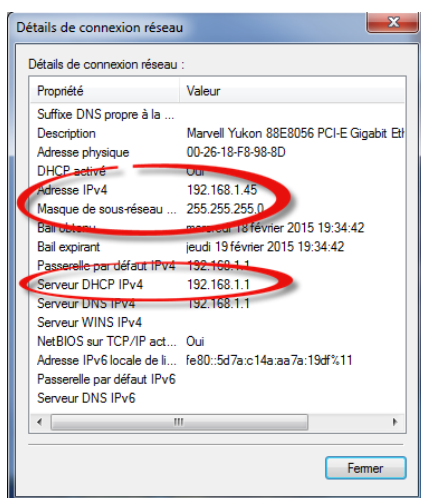 Détails de connexion réseau
Détails de connexion réseau :
Propriété Valeur
Suffixe DNS propre à la ...
Description Marvell Yukon 88E8056 PCI-E Gigabit Eth
Adresse physique 00-26-18-F8-98-8D
DHCP activé Oui
Adresse IPv4 192.168.1.45
Masque de sous-réseau ... 255.255.255.0
Bail obtenu mercredi 18 février 2015 19:34:42
Bail expirant jeudi 19 février 2015 19:34:42
Passerelle par défaut IPv4 192.168.1.1
Serveur DHCP IPv4 192.168.1.1
Serveur DNS IPv4 192.168.1.1
Serveur WINS IPv4
NetBIOS sur TCP/IP act... Oui
Adresse IPv6 locale de li... fe80::5d7a:c14a:aa7a:19df%11
Passerelle par défaut IPv6
Serveur DNS IPv6
Fermer